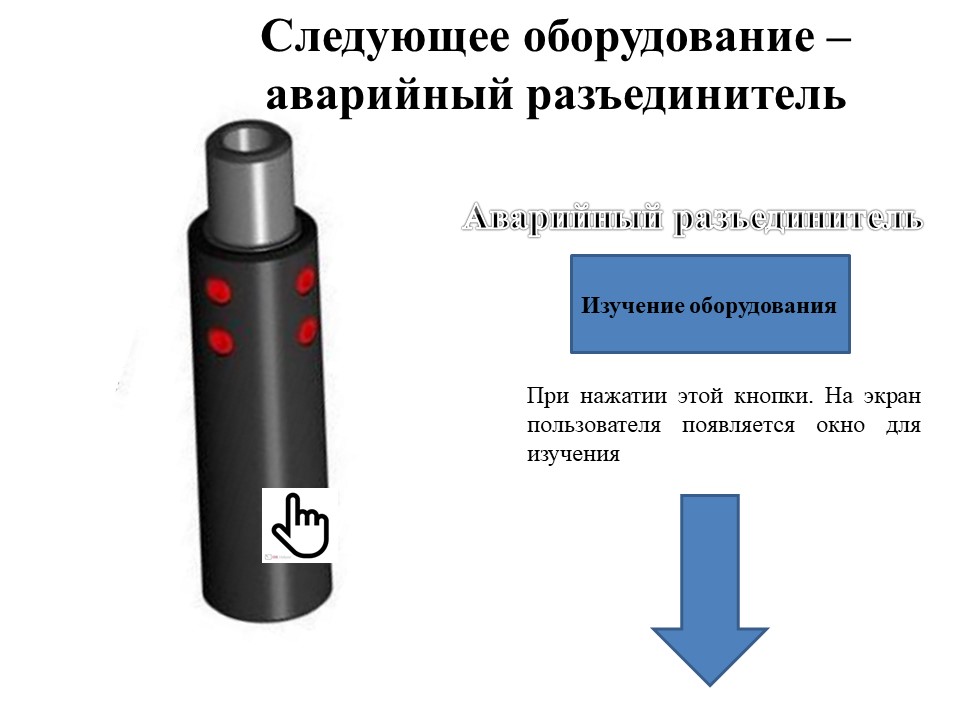 Следующее оборудование –
аварийный разъединитель
Аварийный разъединитель
Изучение оборудования
При нажатии этой кнопки. На экран
пользователя появляется окно для
изучения